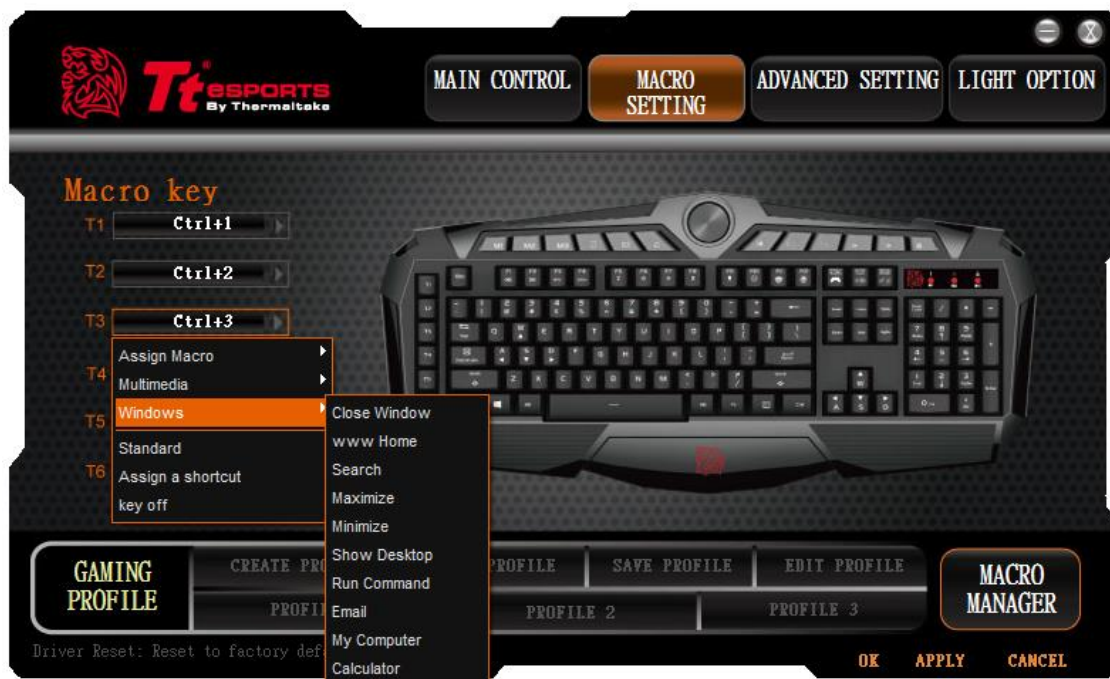 Tt eSPORTS
By Thermaltake
MAIN CONTROL
MACRO
SETTING
ADVANCED SETTING
LIGHT OPTION
Macro key
T1 Ctrl+1
T2 Ctrl+2
T3 Ctrl+3
T4
T5
T6
Assign Macro
Multimedia
Windows
Standard
Assign a shortcut
key off
Close Window
www Home
Search
Maximize
Minimize
Show Desktop
Run Command
Email
My Computer
Calculator
GAMING
PROFILE
CREATE PRO
PROFILE
SAVE PROFILE
EDIT PROFILE
PROFI
PROFILE 2
PROFILE 3
MACRO
MANAGER
Driver Reset: Reset to factory def
OK
APPLY
CANCEL